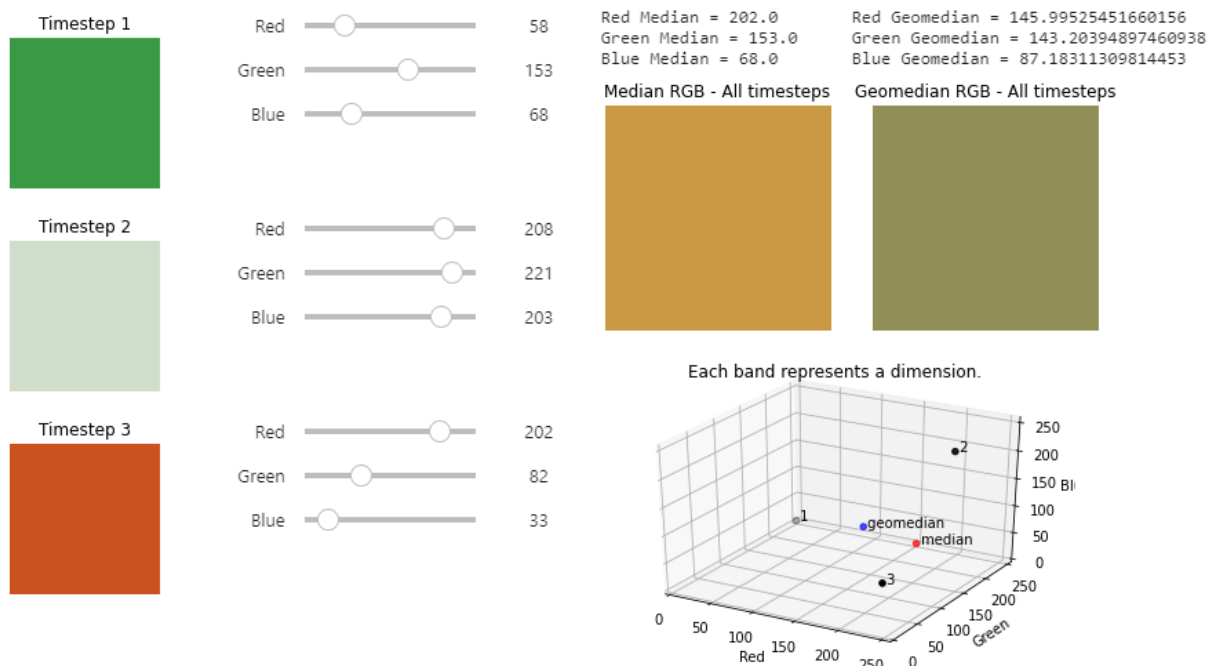 Timestep 1
Red 58
Green 153
Blue 68
Timestep 2
Red 208
Green 221
Blue 203
Timestep 3
Red 202
Green 82
Blue 33
Red Median = 202.0
Green Median = 153.0
Blue Median = 68.0
Red Geomedian = 145.99525451660156
Green Geomedian = 143.20394897460938
Blue Geomedian = 87.18311309814453
Median RGB - All timesteps
Geomedian RGB - All timesteps
Each band represents a dimension.
250
200
150
100
50
0
Blu
2
1
geomedian
median
3
0
50
100
150
200
250
Red
0
50
100
150
200
250
Green